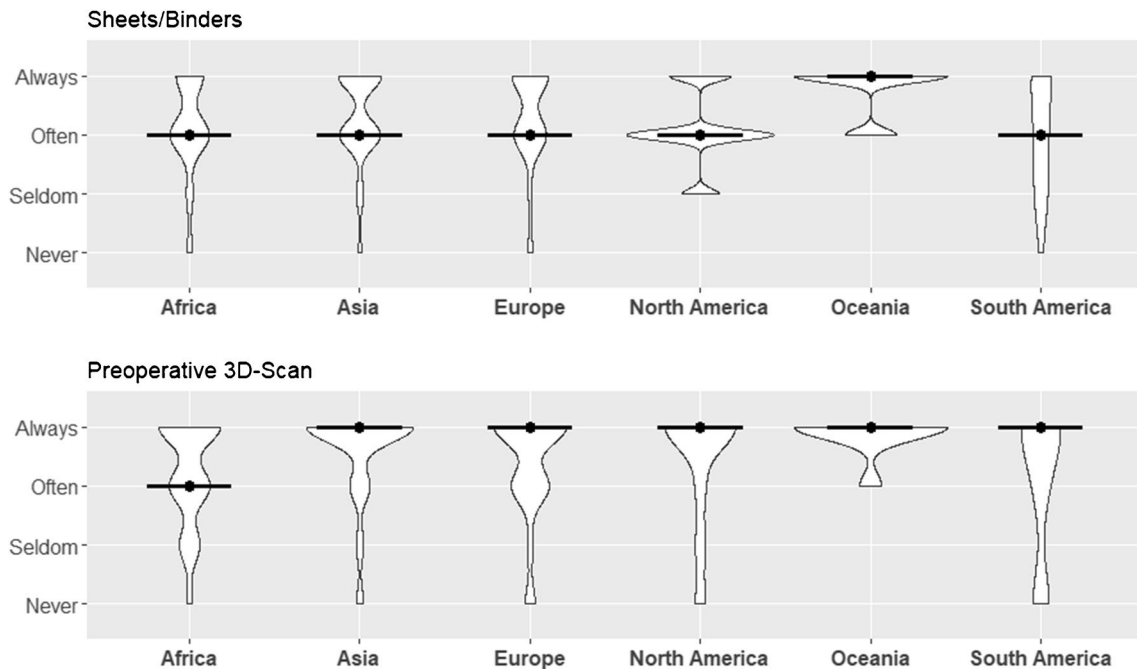 Sheets/Binders
Always
Often
Seldom
Never
Africa Asia Europe North America Oceania South America
Preoperative 3D-Scan
Always
Often
Seldom
Never
Africa Asia Europe North America Oceania South America